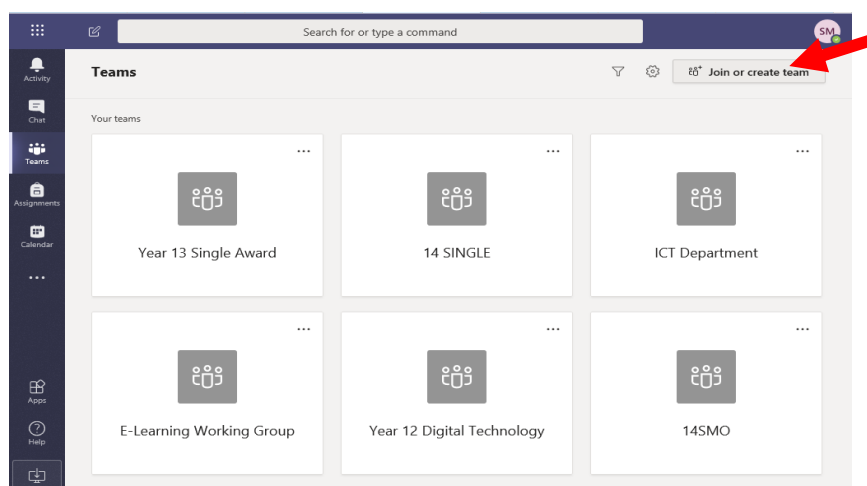 Search for or type a command
SM
Activity
Chat
Teams
Assignments
Calendar
Apps
Help
Teams
Join or create team
Your teams
Year 13 Single Award
14 SINGLE
ICT Department
E-Learning Working Group
Year 12 Digital Technology
14SMO